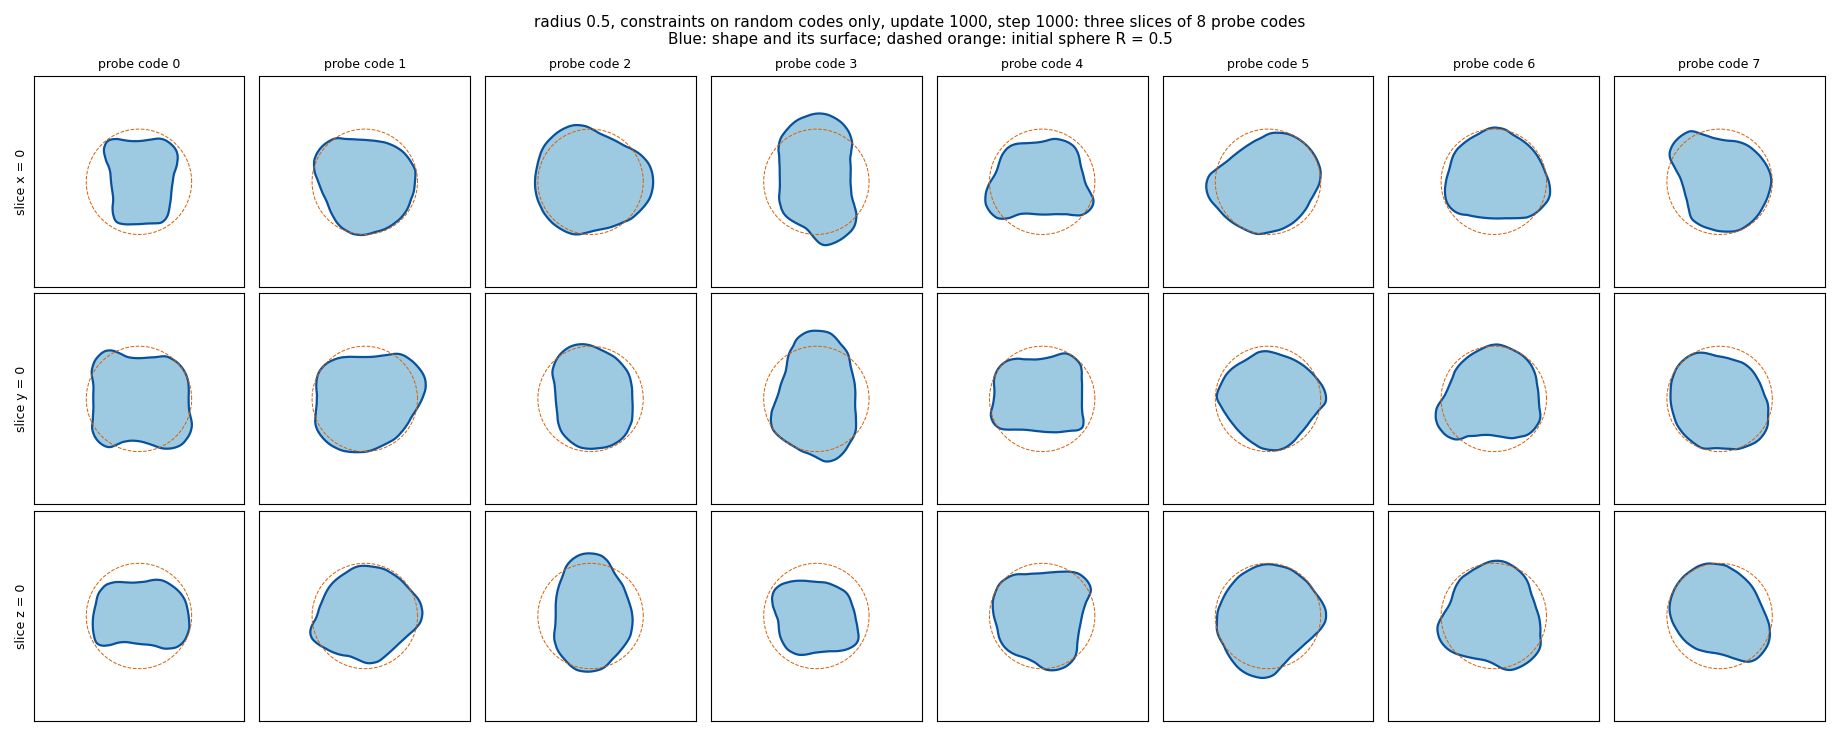 radius 0.5, constraints on random codes only, update 1000, step 1000: three slices of 8 probe codes
Blue: shape and its surface; dashed orange: initial sphere R = 0.5
probe code 0
probe code 1
probe code 2
probe code 3
probe code 4
probe code 5
probe code 6
probe code 7
slice x = 0
slice y = 0
slice z = 0